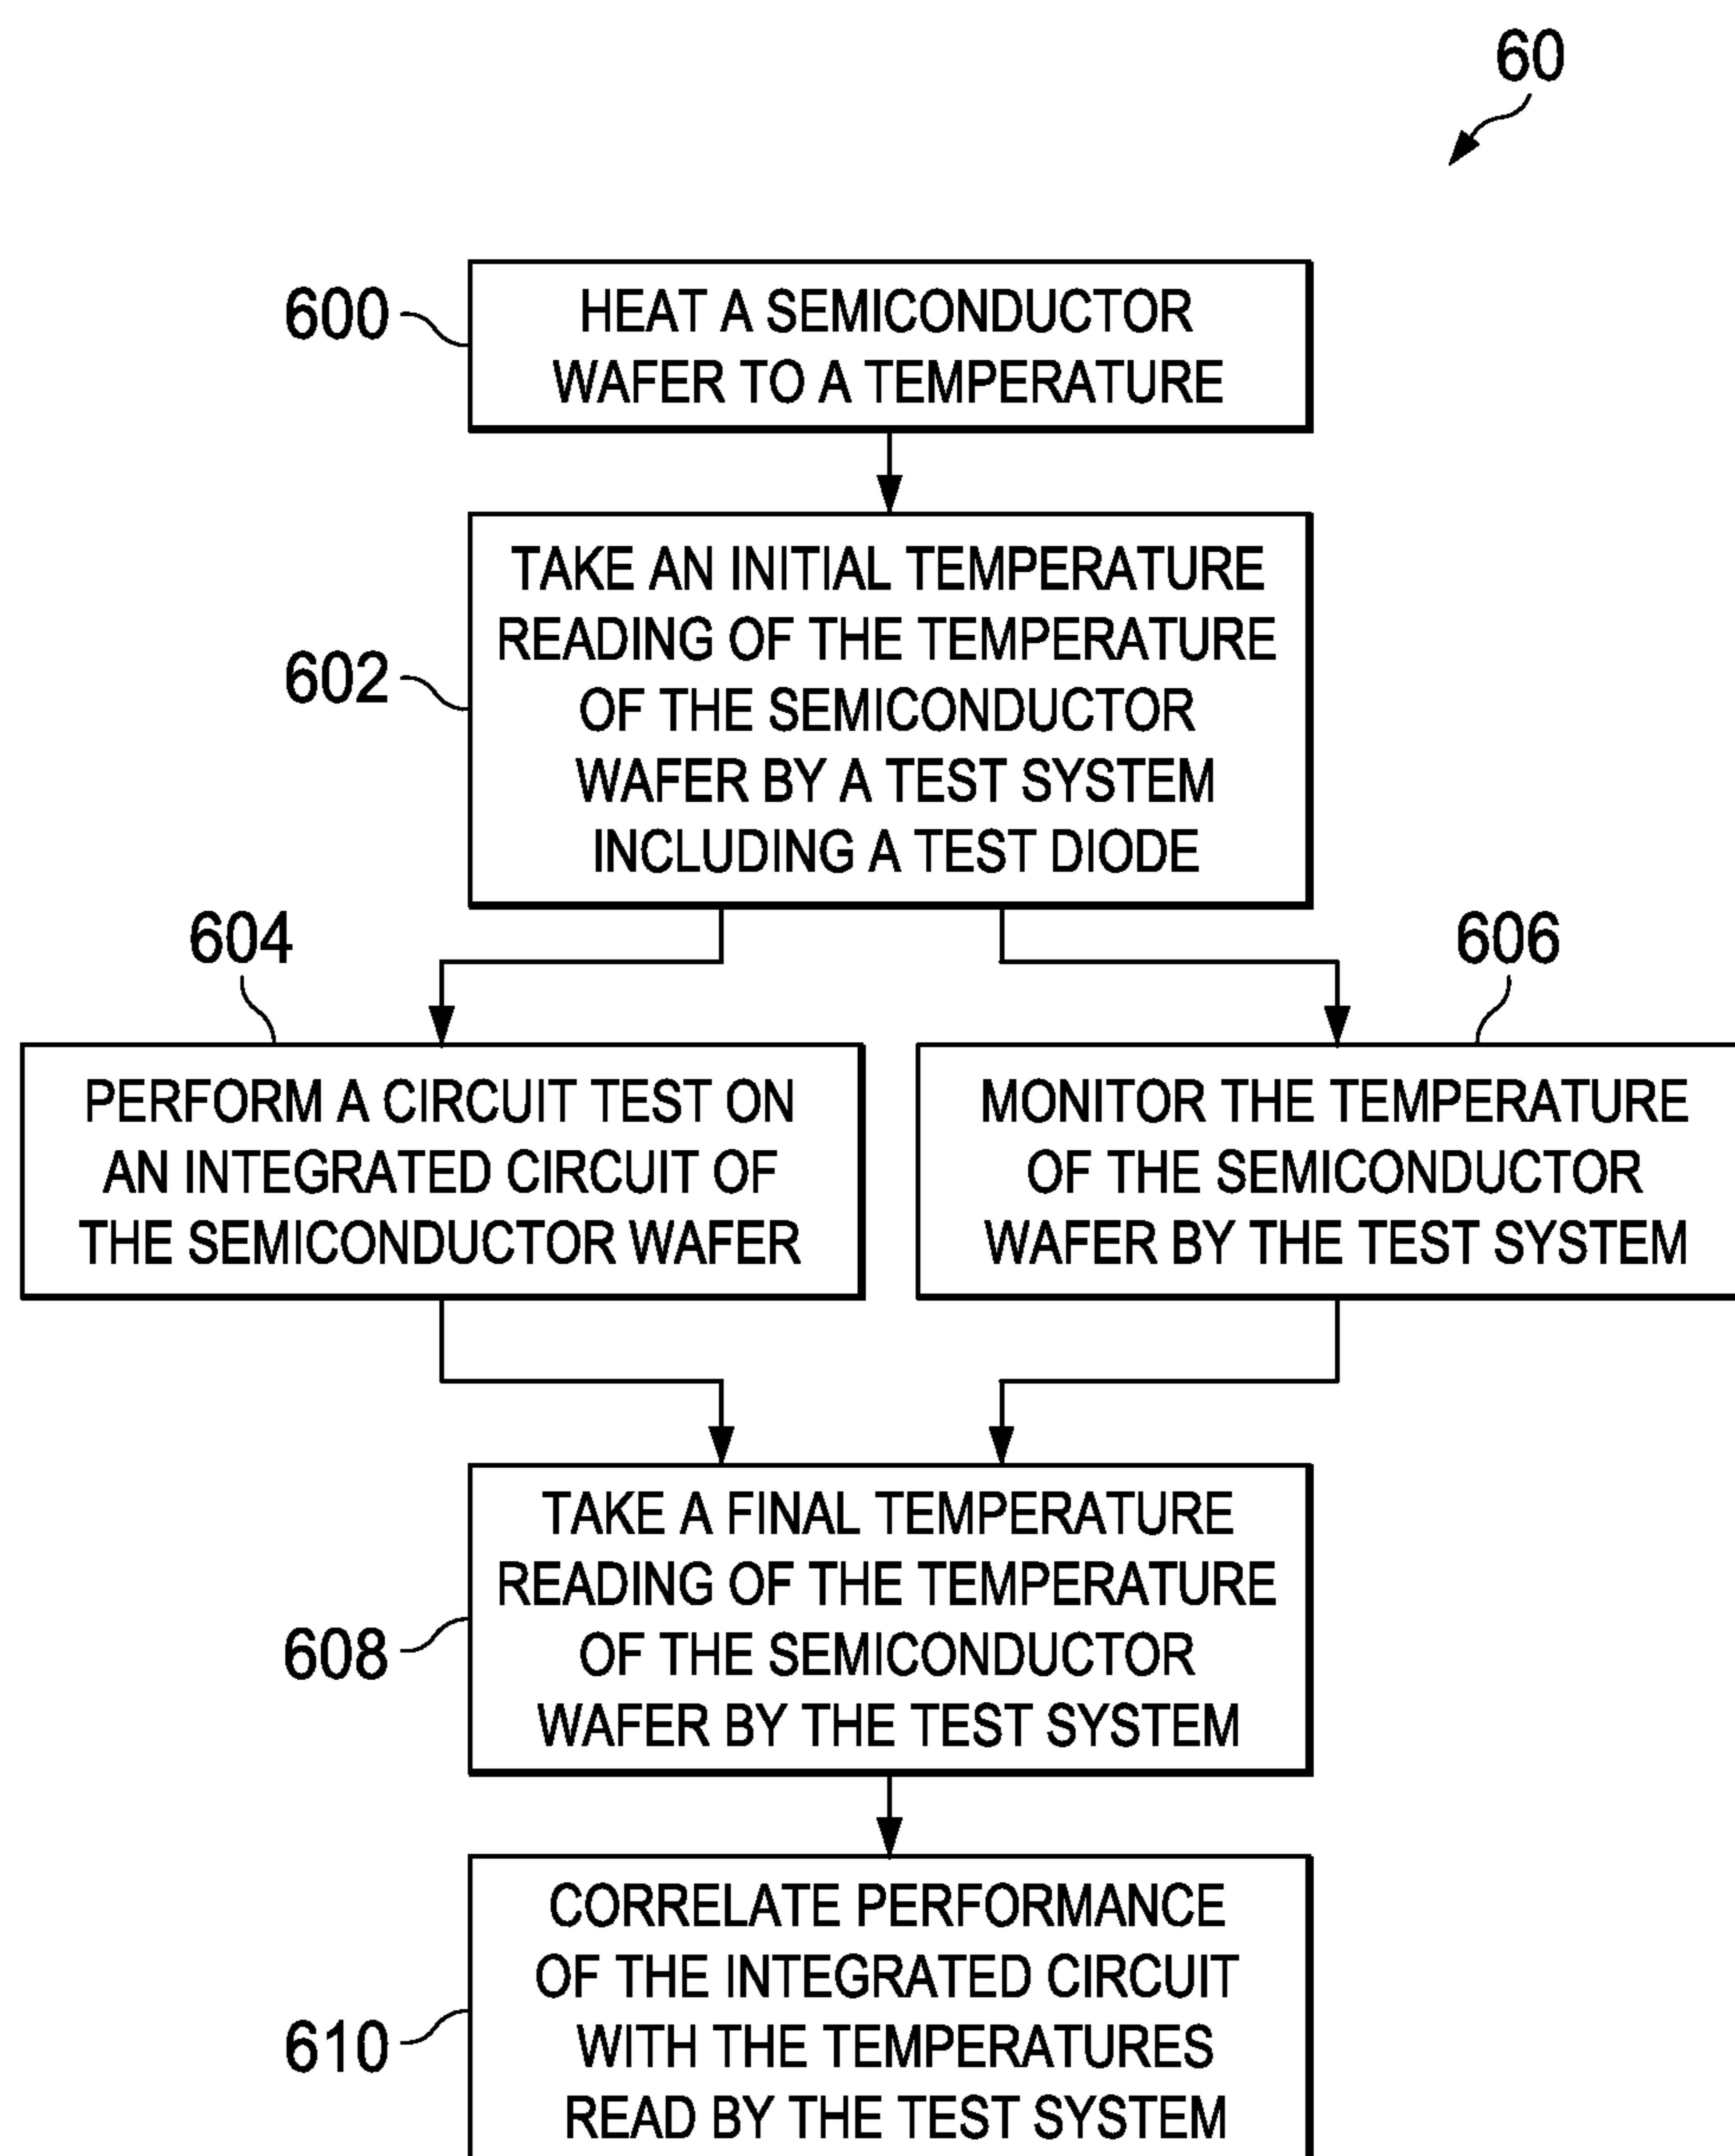 60
600
HEAT A SEMICONDUCTOR
WAFER TO A TEMPERATURE
602
TAKE AN INITIAL TEMPERATURE
READING OF THE TEMPERATURE
OF THE SEMICONDUCTOR
WAFER BY A TEST SYSTEM
INCLUDING A TEST DIODE
604
PERFORM A CIRCUIT TEST ON
AN INTEGRATED CIRCUIT OF
THE SEMICONDUCTOR WAFER
606
MONITOR THE TEMPERATURE
OF THE SEMICONDUCTOR
WAFER BY THE TEST SYSTEM
608
TAKE A FINAL TEMPERATURE
READING OF THE TEMPERATURE
OF THE SEMICONDUCTOR
WAFER BY THE TEST SYSTEM
610
CORRELATE PERFORMANCE
OF THE INTEGRATED CIRCUIT
WITH THE TEMPERATURES
READ BY THE TEST SYSTEM